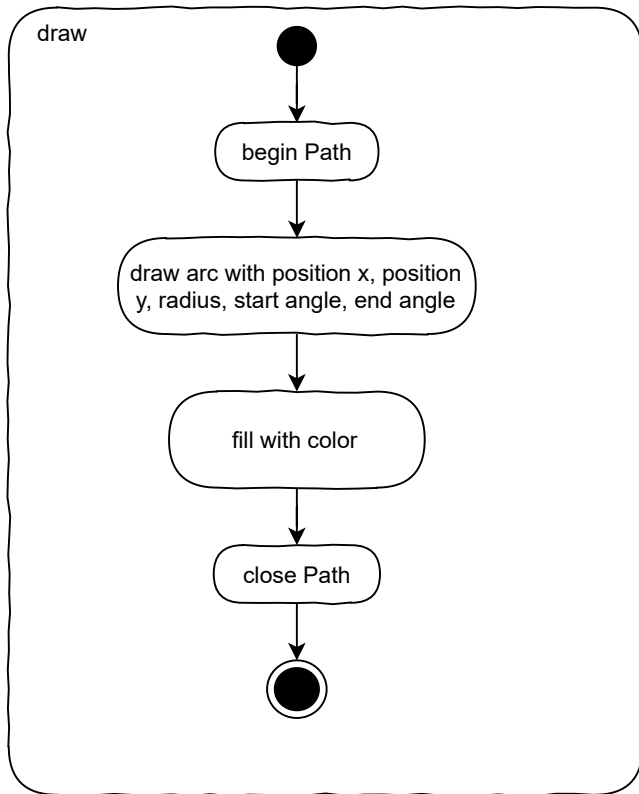 draw
begin Path
draw arc with position x, position
y, radius, start angle, end angle
fill with color
close Path